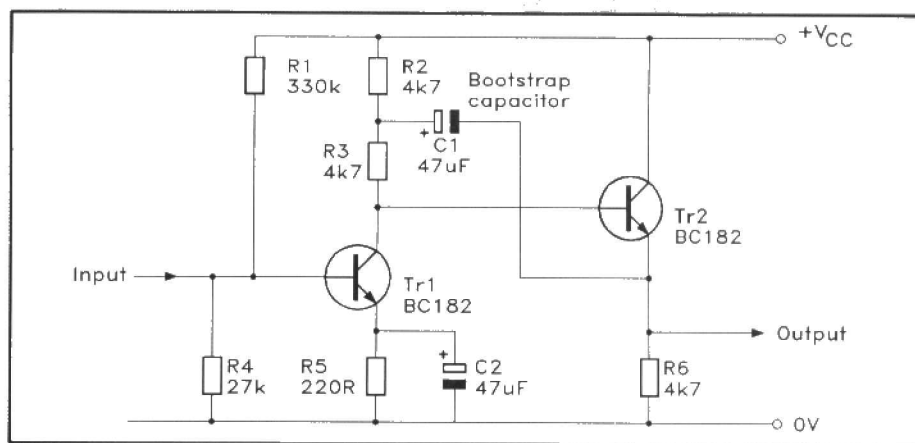 +VCC
R1
330k
R2
4k7
Bootstrap
capacitor
+
C1
47uF
R3
4k7
Tr2
BC182
Input
Tr1
BC182
Output
R4
27k
R5
220R
+
C2
47uF
R6
4k7
0V